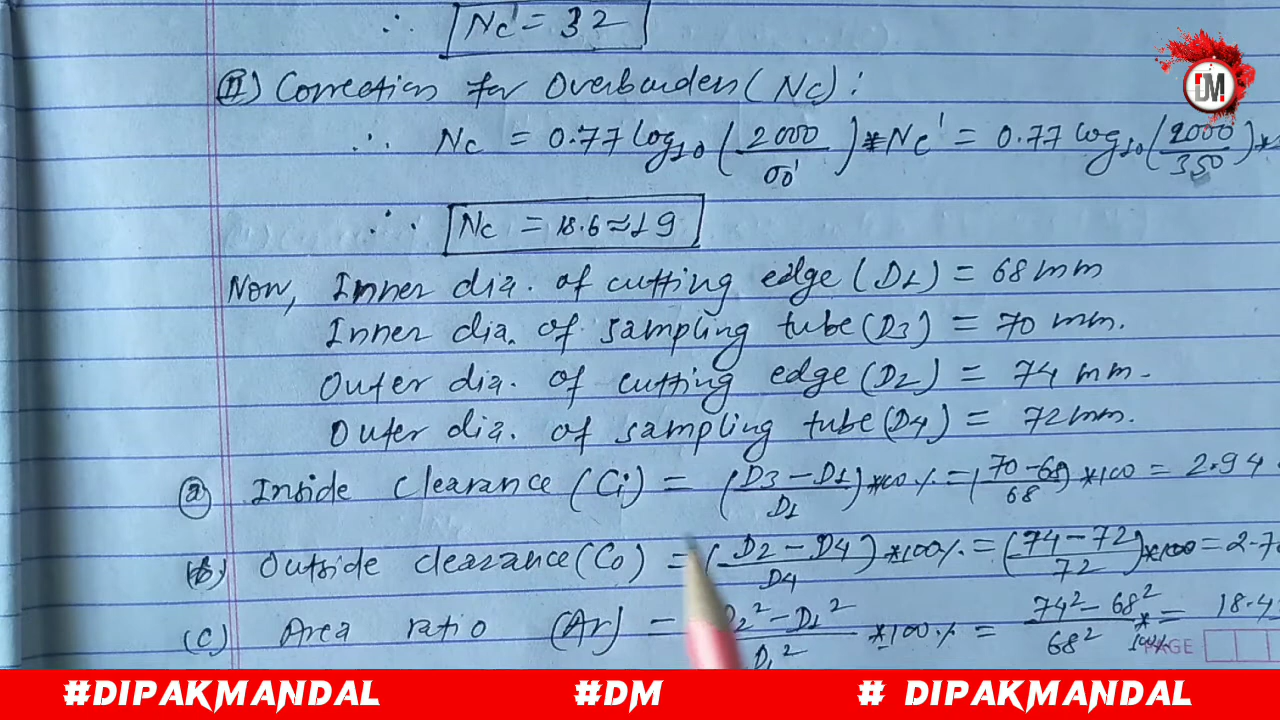 ∴ Nc' = 32
(II) Correction for Overburden (Nc) :
∴ Nc = 0.77 log10 (2000/σ0') * Nc' = 0.77 log10 (2000/350) *
∴ Nc = 18.6 ≈ 19
Now, Inner dia. of cutting edge (D1) = 68 mm
Inner dia. of sampling tube (D3) = 70 mm.
Outer dia. of cutting edge (D2) = 74 mm.
Outer dia. of sampling tube (D4) = 72 mm.
(a) Inside clearance (Ci) = (D3 - D1/D1) * 100 % = (70 - 68/68) * 100 = 2.94
(b) Outside clearance (Co) = (D2 - D4/D4) * 100 % = (74 - 72/72) * 100 = 2.7
(c) Area ratio (Ar) = D2² - D1²/D1² * 100 % = 74² - 68²/68² * 100% = 18.4
PAGE
DM
#DIPAKMANDAL #DM # DIPAKMANDAL